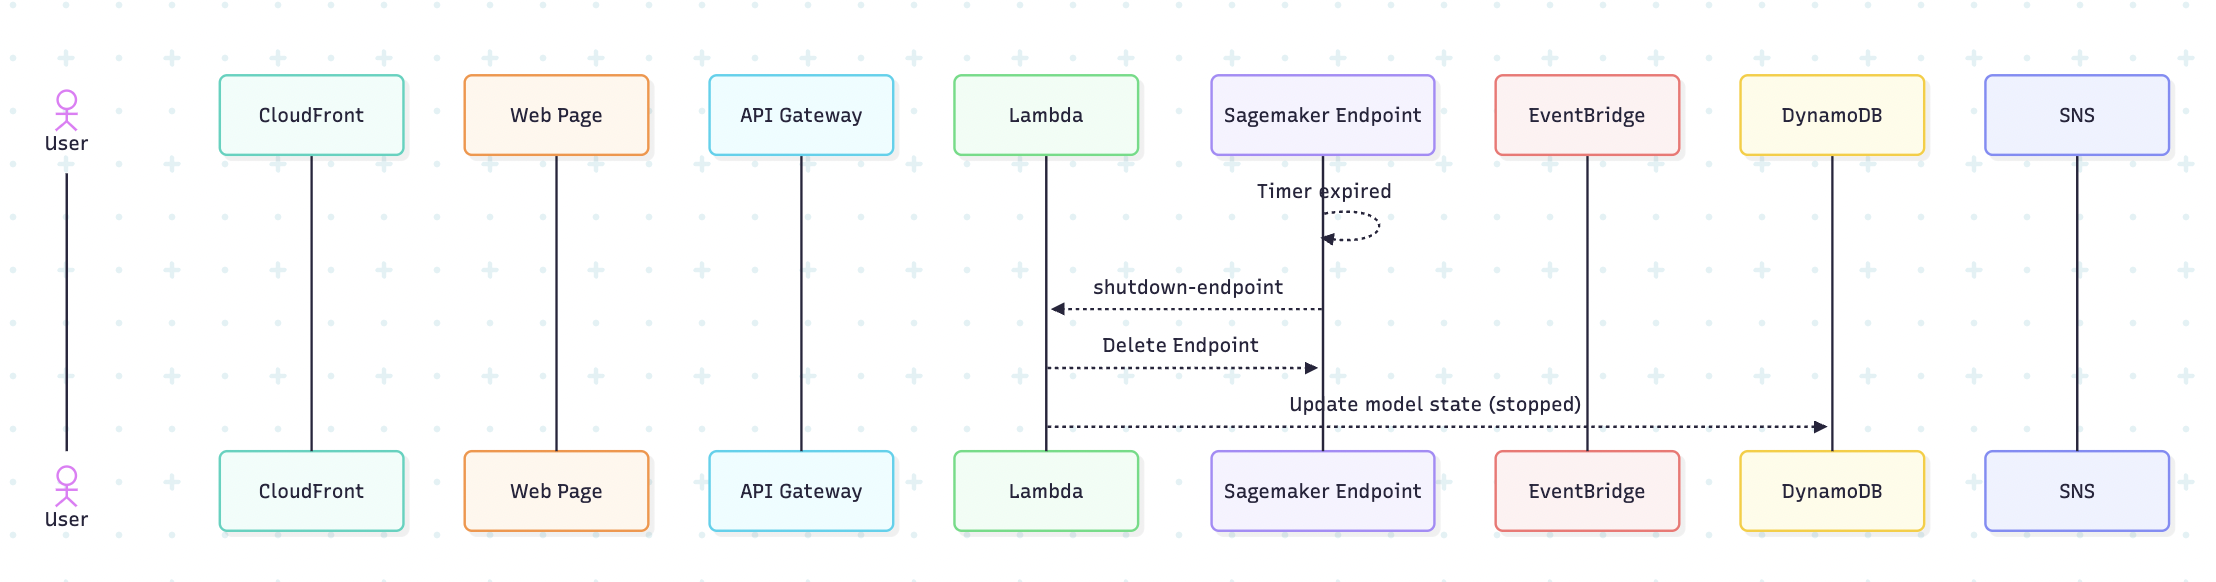 User
CloudFront
Web Page
API Gateway
Lambda
Sagemaker Endpoint
EventBridge
DynamoDB
SNS
Timer expired
shutdown-endpoint
Delete Endpoint
Update model state (stopped)
User
CloudFront
Web Page
API Gateway
Lambda
Sagemaker Endpoint
EventBridge
DynamoDB
SNS